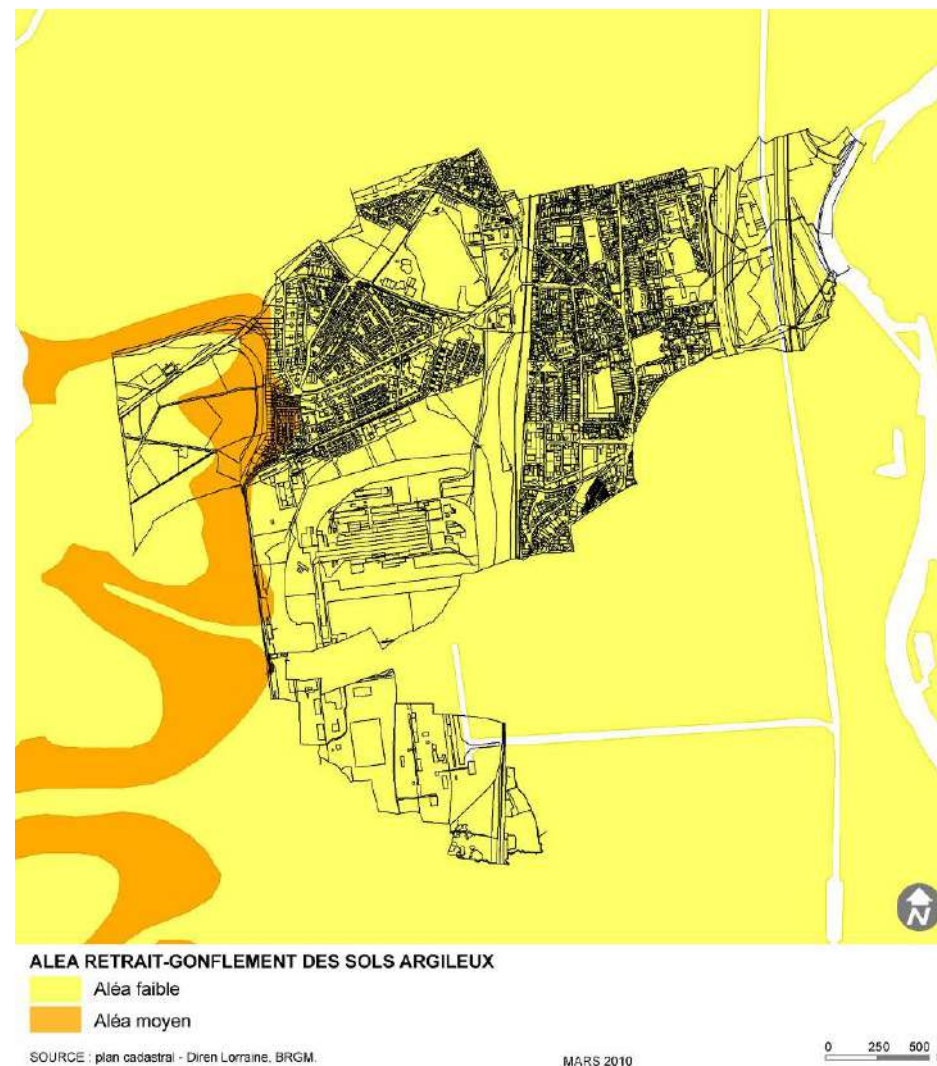 N
ALEA RETRAIT-GONFLEMENT DES SOLS ARGILEUX
Aléa faible
Aléa moyen
SOURCE : plan cadastral - Diren Lorraine, BRGM.
MARS 2010
0 250 500